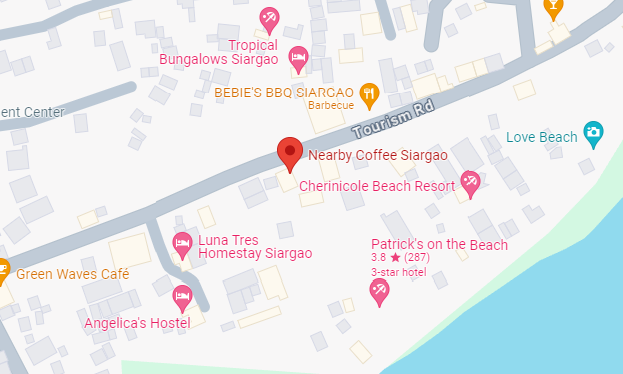 Tropical
Bungalows Siargao
BEBIE'S BBQ SIARGAO
Barbecue
ent Center
Tourism Rd
Love Beach
Nearby Coffee Siargao
Cherinicole Beach Resort
Luna Tres
Homestay Siargao
Patrick's on the Beach
3.8 ★ (287)
3-star hotel
Green Waves Café
Angelica's Hostel